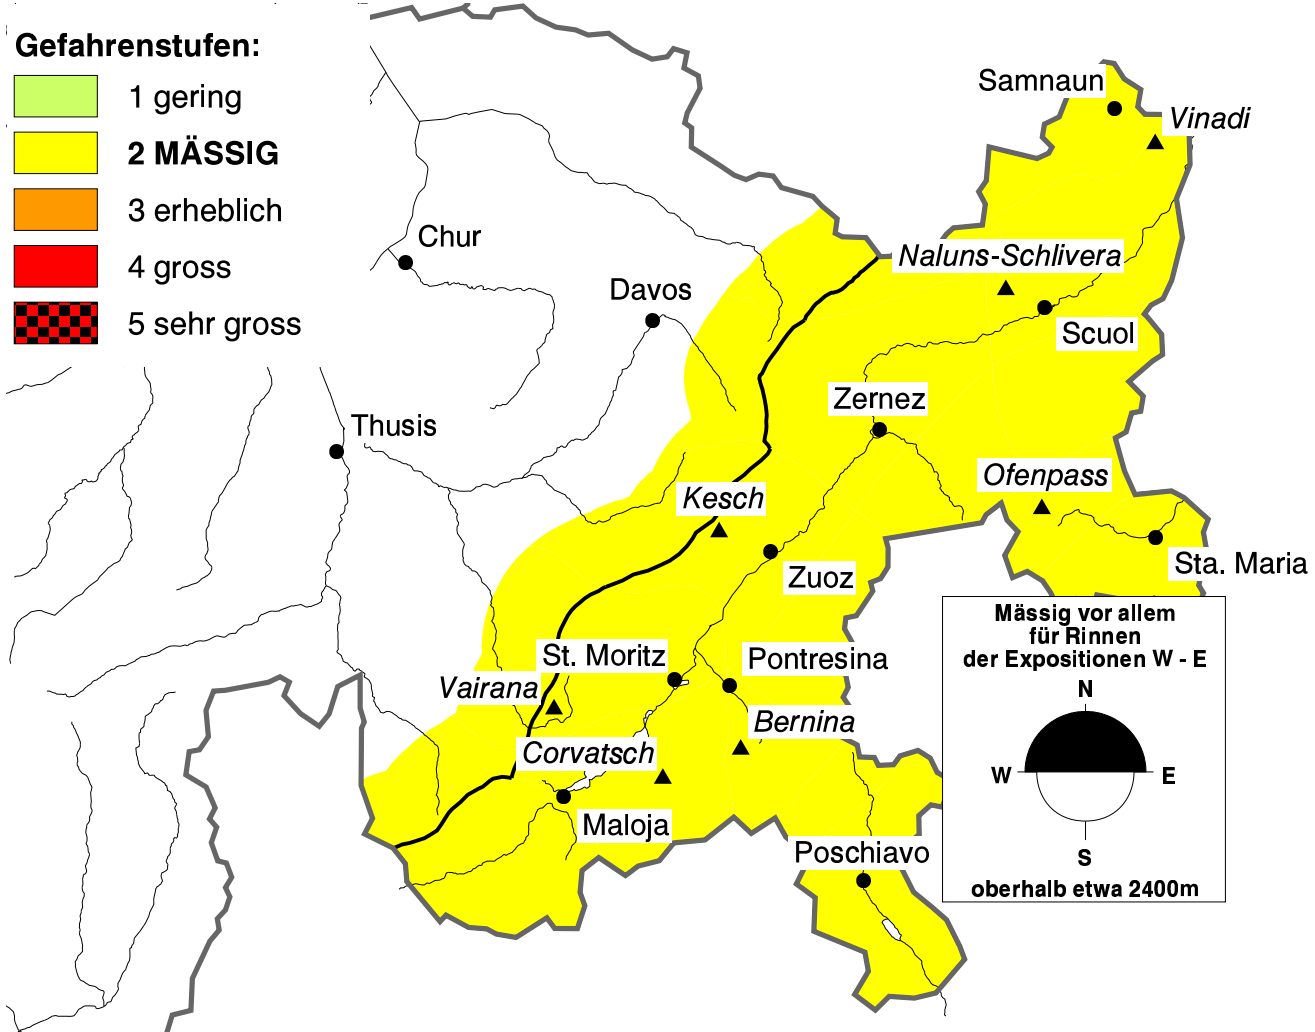 Gefahrenstufen:
1 gering
2 MÄSSIG
3 erheblich
4 gross
5 sehr gross
Samnaun
Vinadi
Chur
Naluns-Schlivera
Davos
Scuol
Zernez
Thusis
Ofenpass
Kesch
Sta. Maria
Zuoz
St. Moritz
Pontresina
Vairana
Bernina
Corvatsch
Maloja
Poschiavo
Mässig vor allem
für Rinnen
der Expositionen W - E
N
W
E
S
oberhalb etwa 2400m